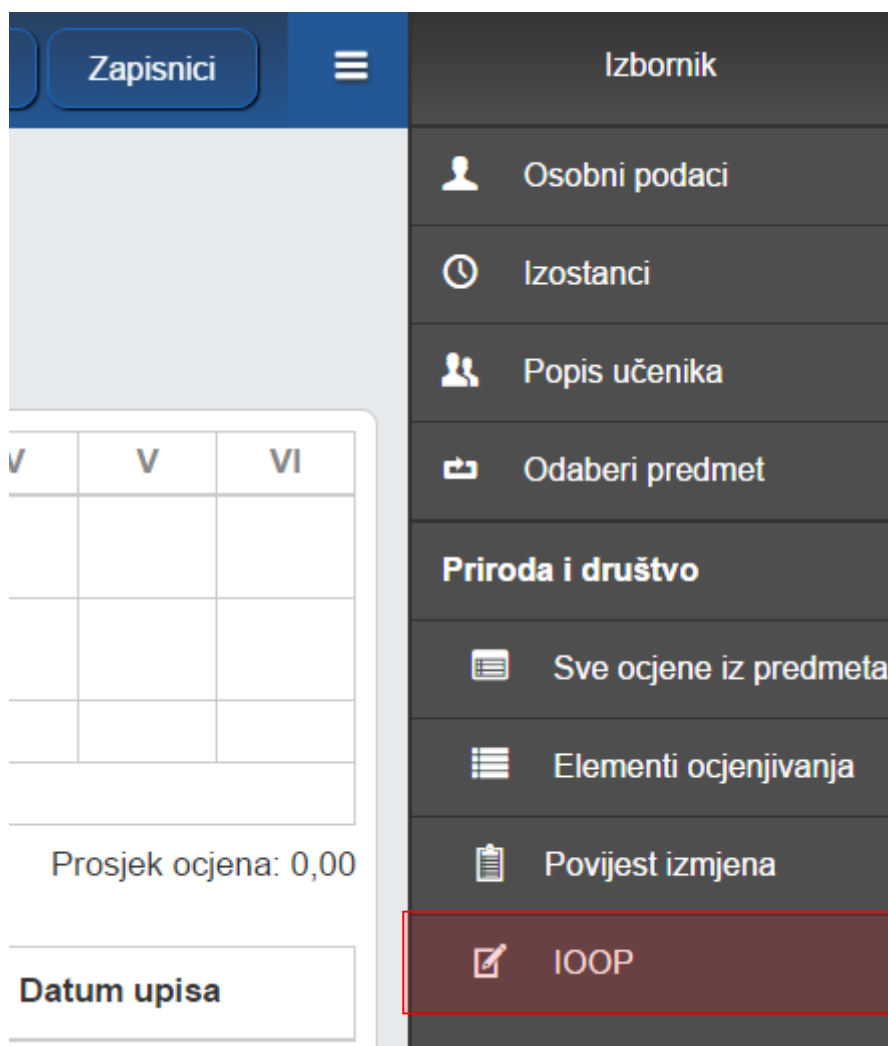 Zapisnici
V
V
VI
Prosjek ocjena: 0,00
Datum upisa
Izbornik
Osobni podaci
Izostanci
Popis učenika
Odaberi predmet
Priroda i društvo
Sve ocjene iz predmeta
Elementi ocjenjivanja
Povijest izmjena
IOOP